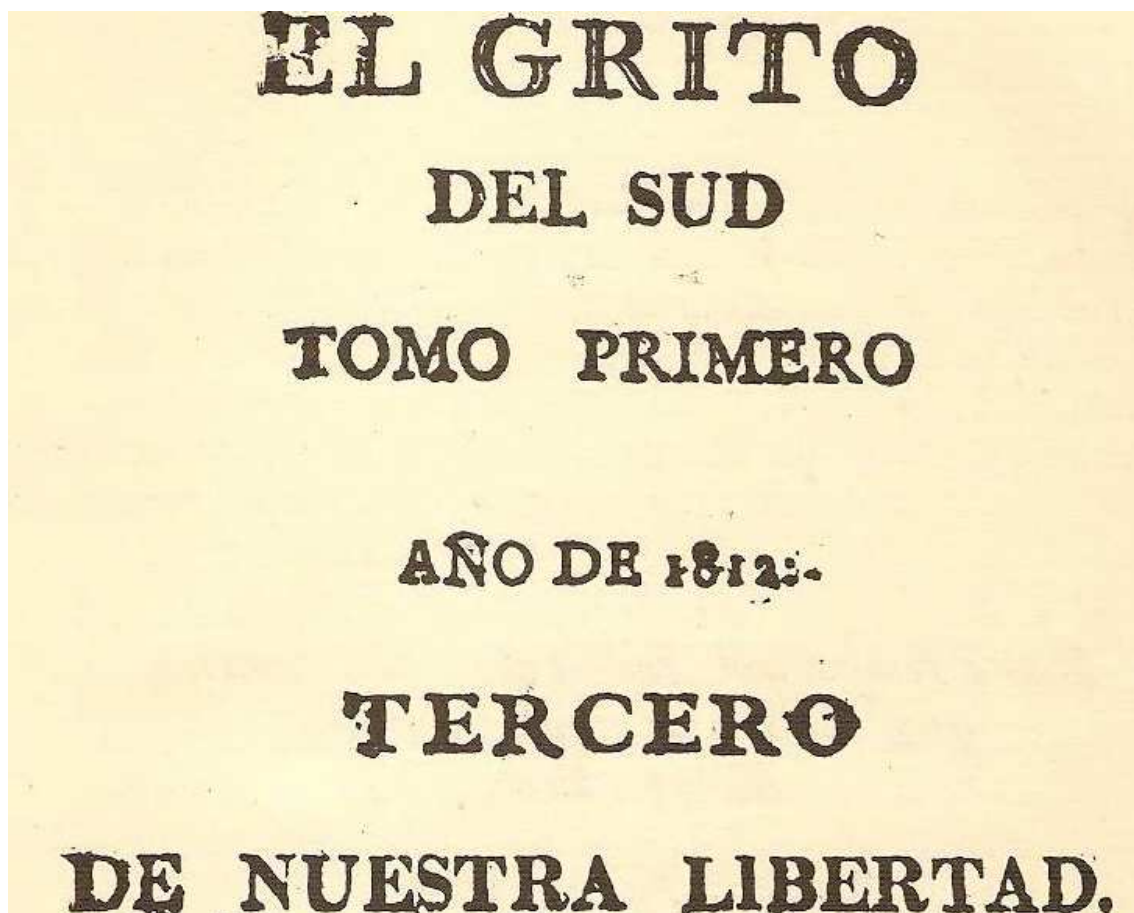 EL GRITO
DEL SUD
TOMO PRIMERO
AÑO DE 1812.
TERCERO
DE NUESTRA LIBERTAD.